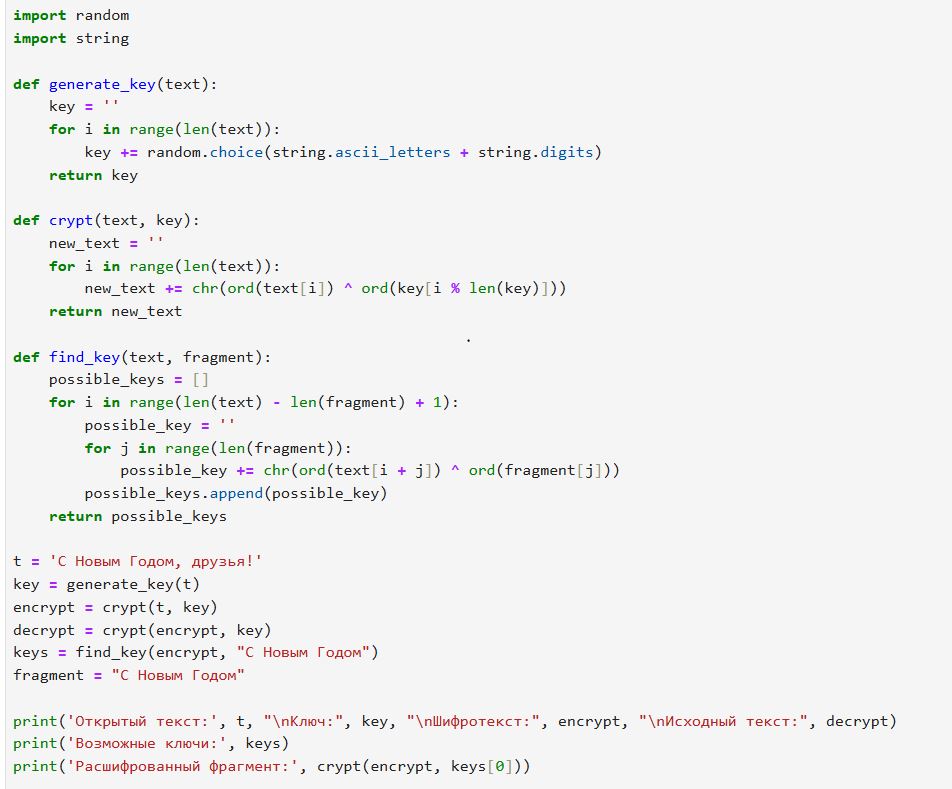 import random
import string
def generate_key(text):
    key = ''
    for i in range(len(text)):
        key += random.choice(string.ascii_letters + string.digits)
    return key
def crypt(text, key):
    new_text = ''
    for i in range(len(text)):
        new_text += chr(ord(text[i]) ^ ord(key[i % len(key)]))
    return new_text
def find_key(text, fragment):
    possible_keys = []
    for i in range(len(text) - len(fragment) + 1):
        possible_key = ''
        for j in range(len(fragment)):
            possible_key += chr(ord(text[i + j]) ^ ord(fragment[j]))
        possible_keys.append(possible_key)
    return possible_keys
t = 'С Новым Годом, друзья!'
key = generate_key(t)
encrypt = crypt(t, key)
decrypt = crypt(encrypt, key)
keys = find_key(encrypt, "С Новым Годом")
fragment = "С Новым Годом"
print('Открытый текст:', t, "\nКлюч:", key, "\nШифротекст:", encrypt, "\nИсходный текст:", decrypt)
print('Возможные ключи:', keys)
print('Расшифрованный фрагмент:', crypt(encrypt, keys[0]))